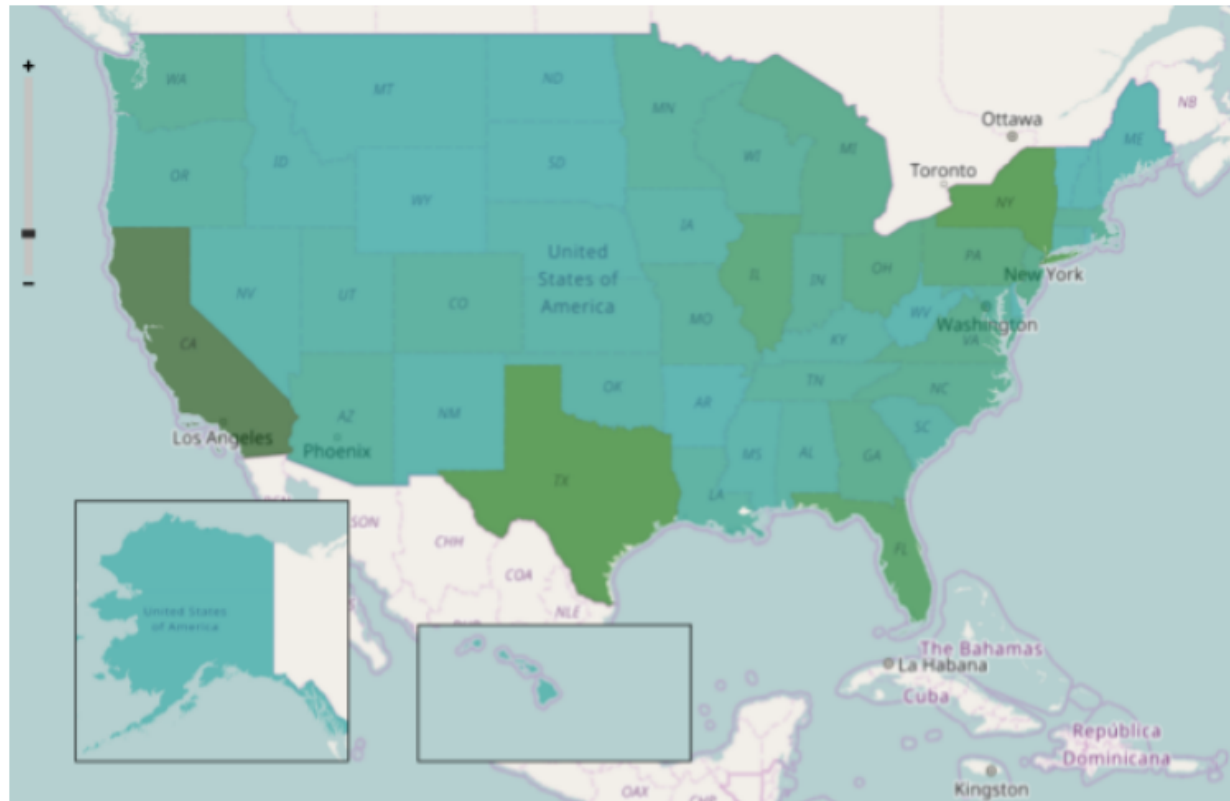 +
WA
MT
ND
MN
OR
ID
SD
WI
MI
WY
Ottawa
Toronto
NB
ME
NY
IA
United
States of
America
NV
UT
CO
IL
IN
OH
PA
New York
MO
KY
WV
Washington
VA
CA
AZ
NM
OK
AR
TN
NC
SC
Los Angeles
Phoenix
TX
LA
MS
AL
GA
FL
−
SON
CHH
COA
NLE
United States
of America
The Bahamas
La Habana
Cuba
República
Dominicana
Kingston
OAX